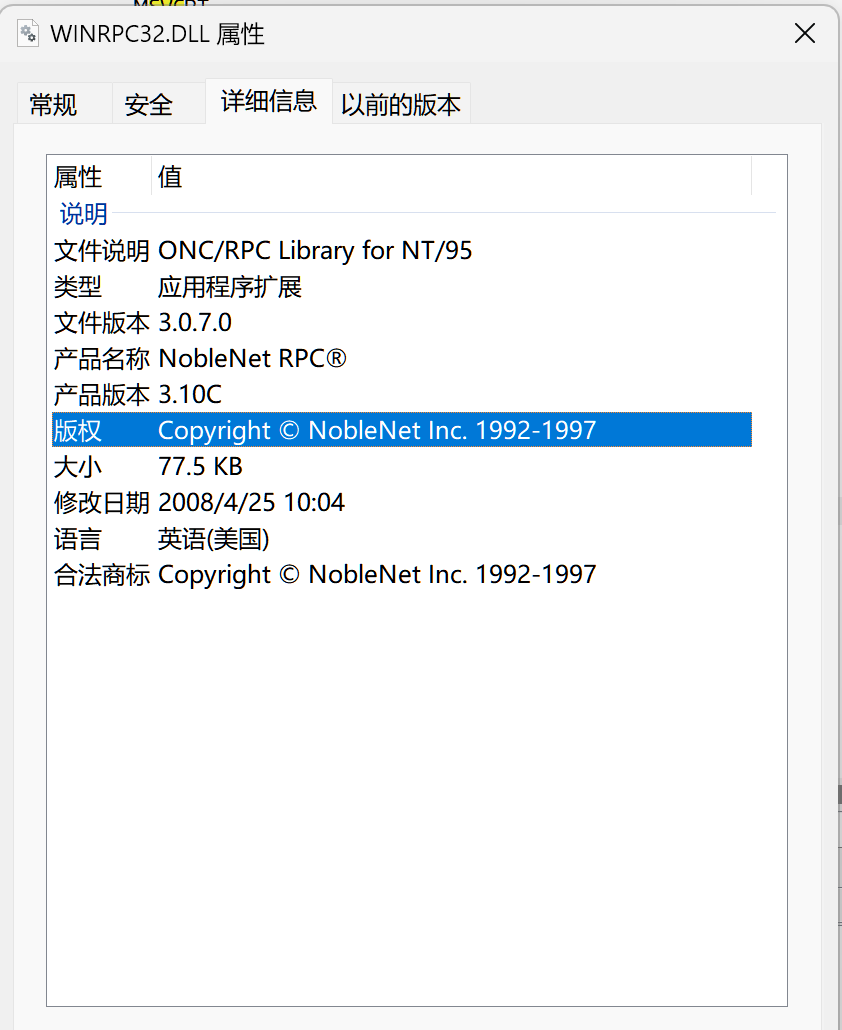 WINRPC32.DLL 属性
常规 安全 详细信息 以前的版本
属性 值
说明
文件说明 ONC/RPC Library for NT/95
类型 应用程序扩展
文件版本 3.0.7.0
产品名称 NobleNet RPC®
产品版本 3.10C
版权 Copyright © NobleNet Inc. 1992-1997
大小 77.5 KB
修改日期 2008/4/25 10:04
语言 英语(美国)
合法商标 Copyright © NobleNet Inc. 1992-1997